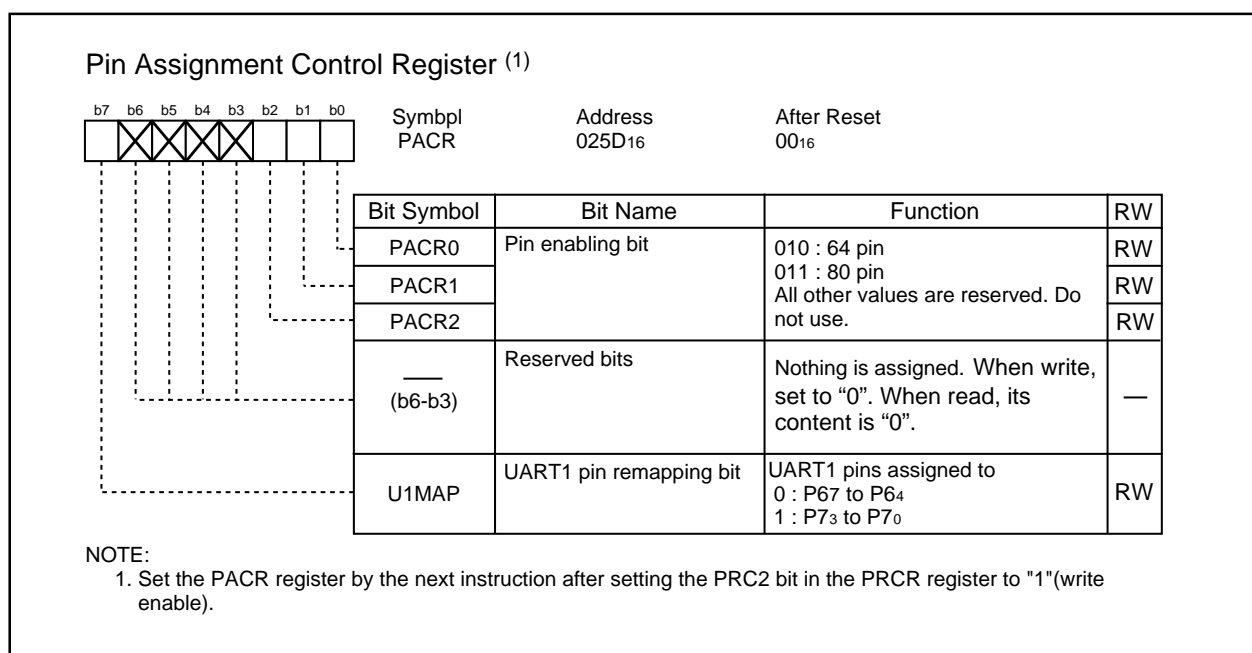 Pin Assignment Control Register (1)
b7 b6 b5 b4 b3 b2 b1 b0
Symbpl Address After Reset
PACR 025D16 0016
Bit Symbol Bit Name Function RW
PACR0 Pin enabling bit 010 : 64 pin RW
011 : 80 pin
PACR1 All other values are reserved. Do RW
PACR2 not use. RW
Reserved bits Nothing is assigned. When write,
(b6-b3) set to “0”. When read, its —
content is “0”.
UART1 pin remapping bit UART1 pins assigned to
U1MAP 0 : P67 to P64 RW
1 : P73 to P70
NOTE:
1. Set the PACR register by the next instruction after setting the PRC2 bit in the PRCR register to "1"(write
enable).